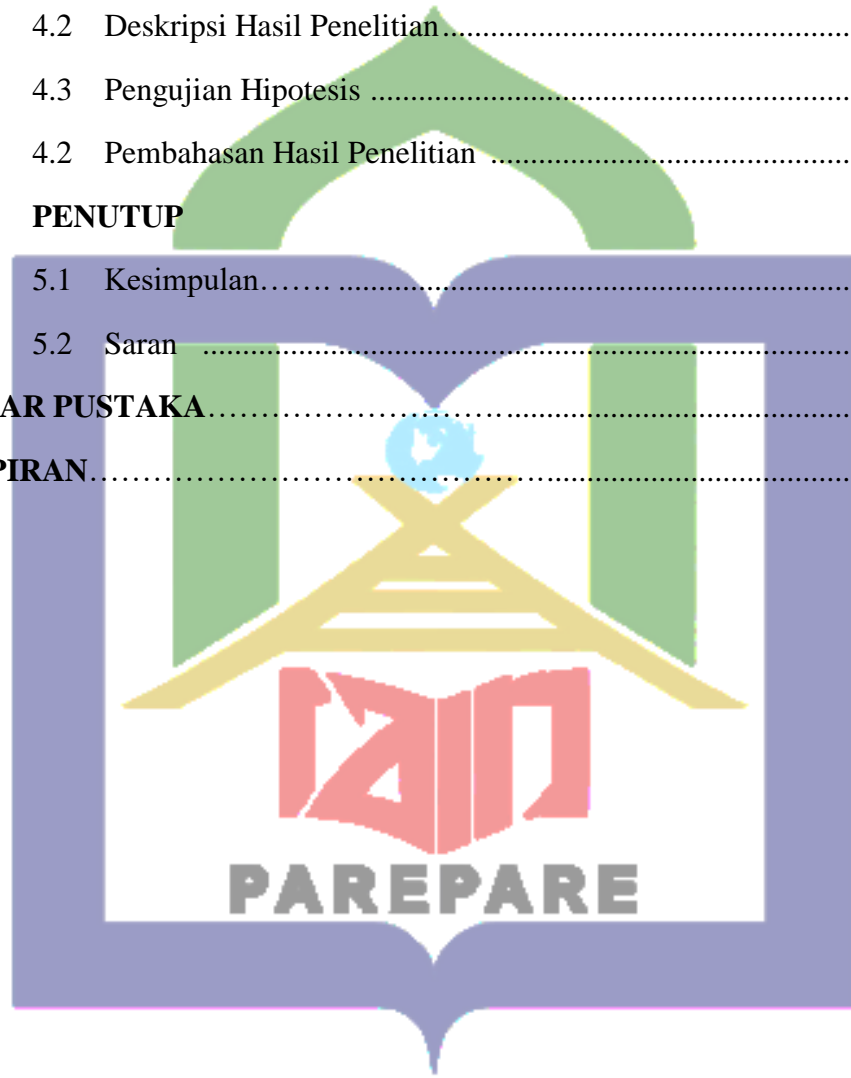 4.2 Deskripsi Hasil Penelitian................................................................
4.3 Pengujian Hipotesis ................................................................
4.2 Pembahasan Hasil Penelitian ................................................................
PENUTUP
5.1 Kesimpulan……. ................................................................
5.2 Saran ................................................................
AR PUSTAKA……………………………................................................
PIRAN……………………………………................................................
iain
PAREPARE